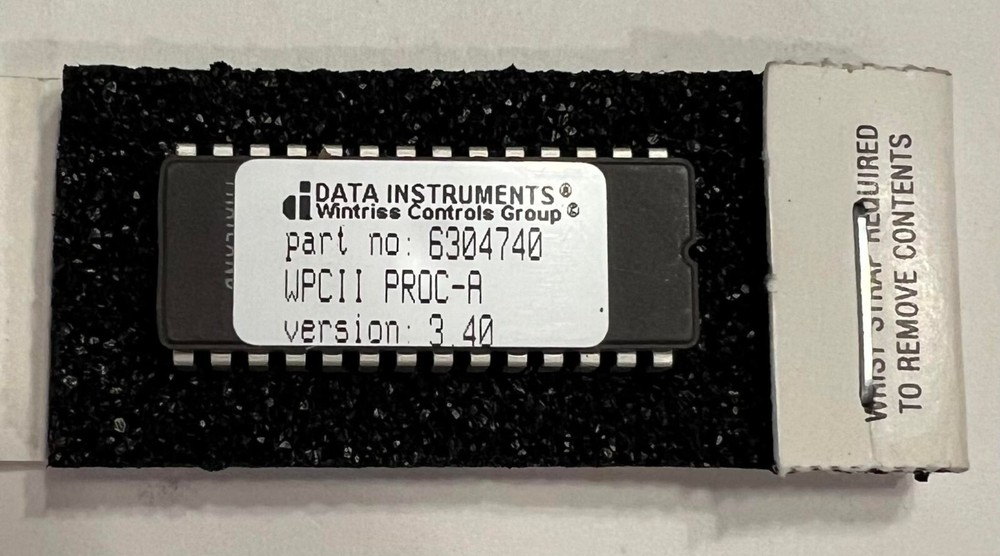 di DATA INSTRUMENTS®
Wintriss Controls Group®
part no: 6304740
WPCII PROC-A
version: 3.40
WRIST STRAP REQUIRED
TO REMOVE CONTENTS